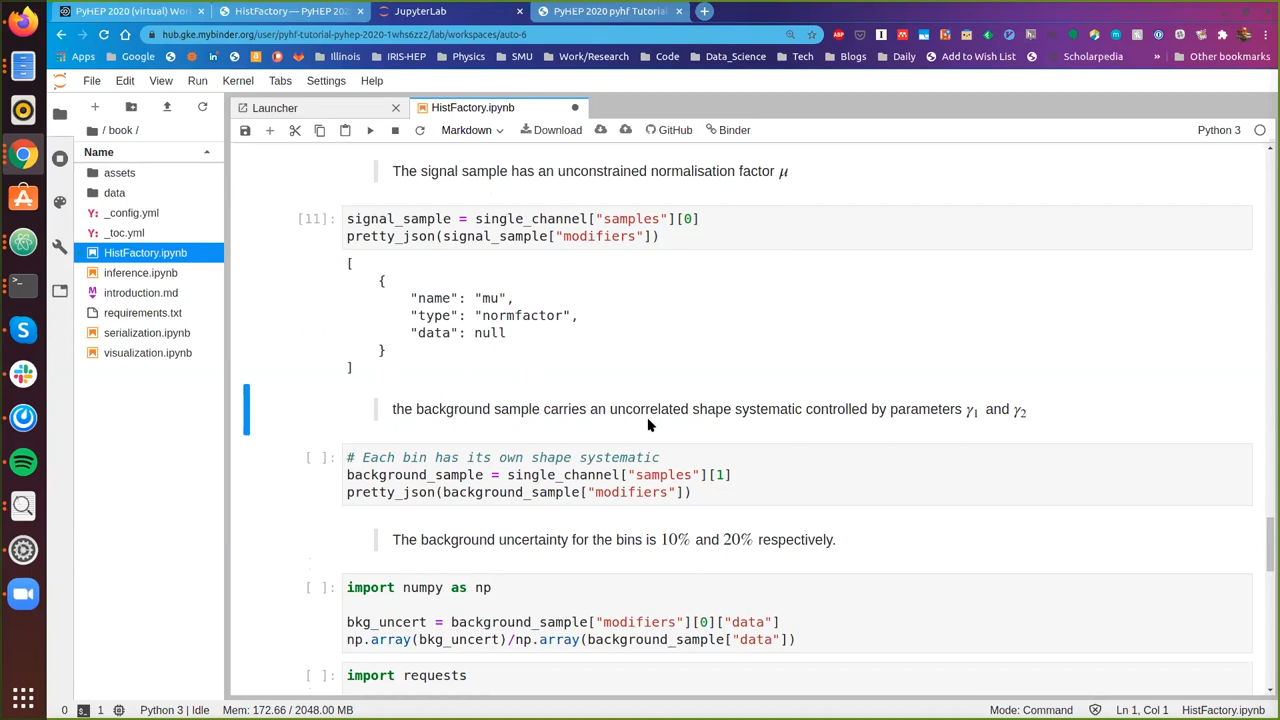 PyHEP 2020 (virtual) Wor
HistFactory — PyHEP 202
JupyterLab
PyHEP 2020 pyhf Tutorial
hub.gke.mybinder.org/user/pyhf-tutorial-pyhep-2020-1whs6zz2/lab/workspaces/auto-6
Apps
Google
Illinois
IRIS-HEP
Physics
SMU
Work/Research
Code
Data_Science
Tech
Blogs
Daily
Add to Wish List
Scholarpedia
»
Other bookmarks
File Edit View Run Kernel Tabs Settings Help
Launcher
HistFactory.ipynb
Markdown
Download
GitHub
Binder
Python 3
/ book /
Name
assets
data
_config.yml
_toc.yml
HistFactory.ipynb
inference.ipynb
introduction.md
requirements.txt
serialization.ipynb
visualization.ipynb
The signal sample has an unconstrained normalisation factor μ
[11]: signal_sample = single_channel["samples"][0]
pretty_json(signal_sample["modifiers"])
[
{
"name": "mu",
"type": "normfactor",
"data": null
}
]
the background sample carries an uncorrelated shape systematic controlled by parameters γ1 and γ2
[ ]: # Each bin has its own shape systematic
background_sample = single_channel["samples"][1]
pretty_json(background_sample["modifiers"])
The background uncertainty for the bins is 10% and 20% respectively.
[ ]: import numpy as np
bkg_uncert = background_sample["modifiers"][0]["data"]
np.array(bkg_uncert)/np.array(background_sample["data"])
[ ]: import requests
0
1
Python 3 | Idle
Mem: 172.66 / 2048.00 MB
Mode: Command
Ln 1, Col 1
HistFactory.ipynb